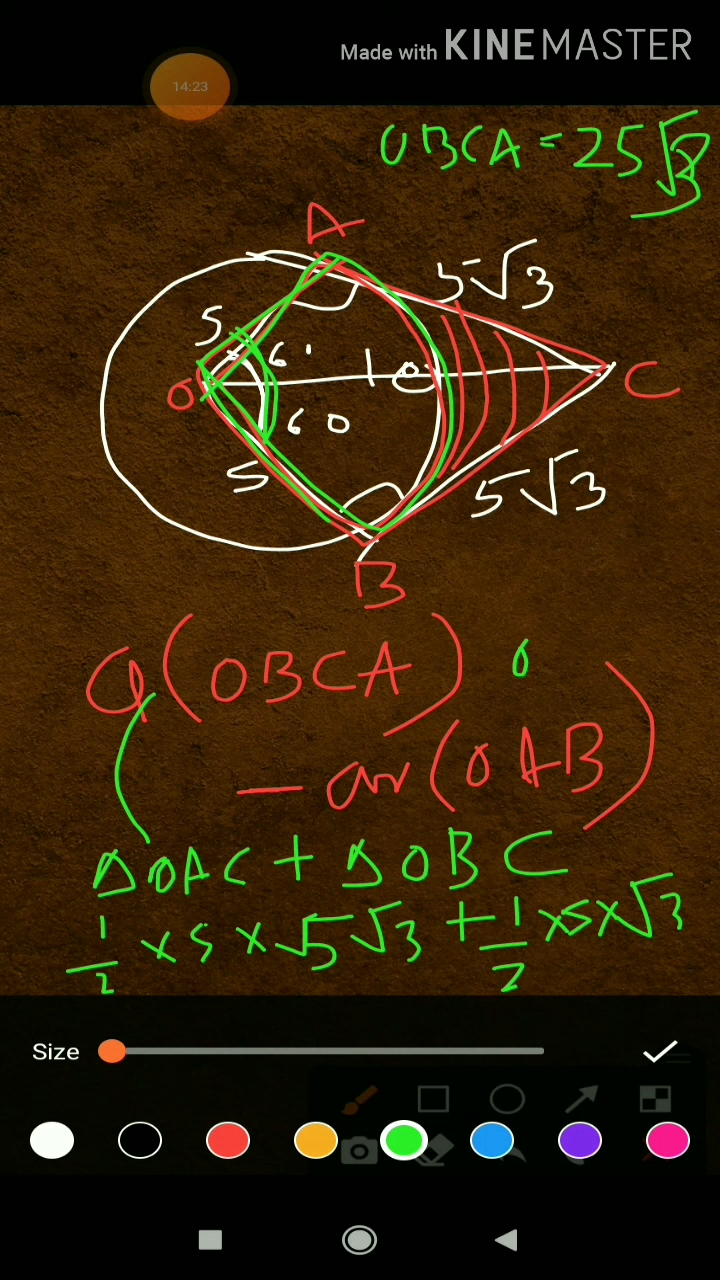 Made with KINEMASTER
14:23
OBCA = 25√3
A
5√3
5
60
10
O
C
60
5
5√3
B
(OBCA)
— ar(OAB)
ΔOAC + ΔOBC
1/2 × 5 × √5√3 + 1/2 × 5 × √3
Size